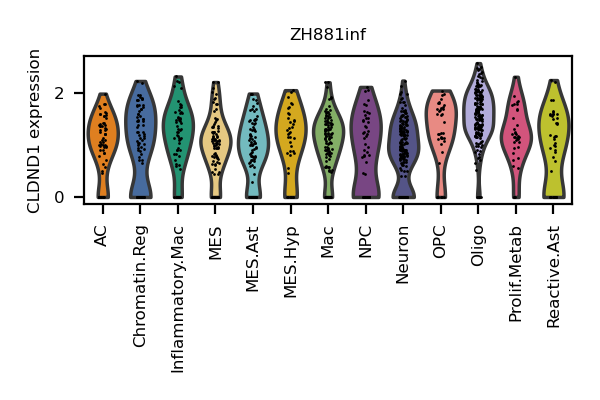 ZH881inf
CLDND1 expression
2
0
AC
Chromatin.Reg
Inflammatory.Mac
MES
MES.Ast
MES.Hyp
Mac
NPC
Neuron
OPC
Oligo
Prolif.Metab
Reactive.Ast